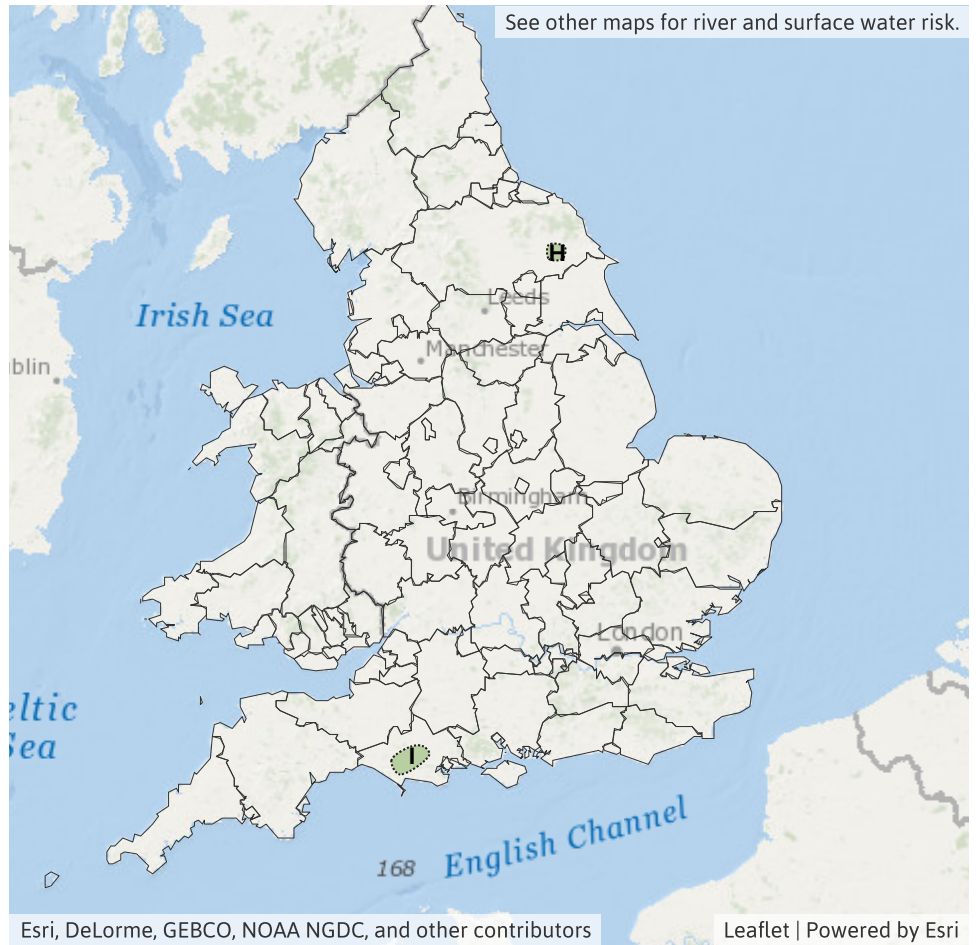 See other maps for river and surface water risk.
H
Leeds
Irish Sea
Manchester
blin
Birmingham
United Kingdom
London
eltic
Sea
I
English Channel
168
Esri, DeLorme, GEBCO, NOAA NGDC, and other contributors
Leaflet | Powered by Esri